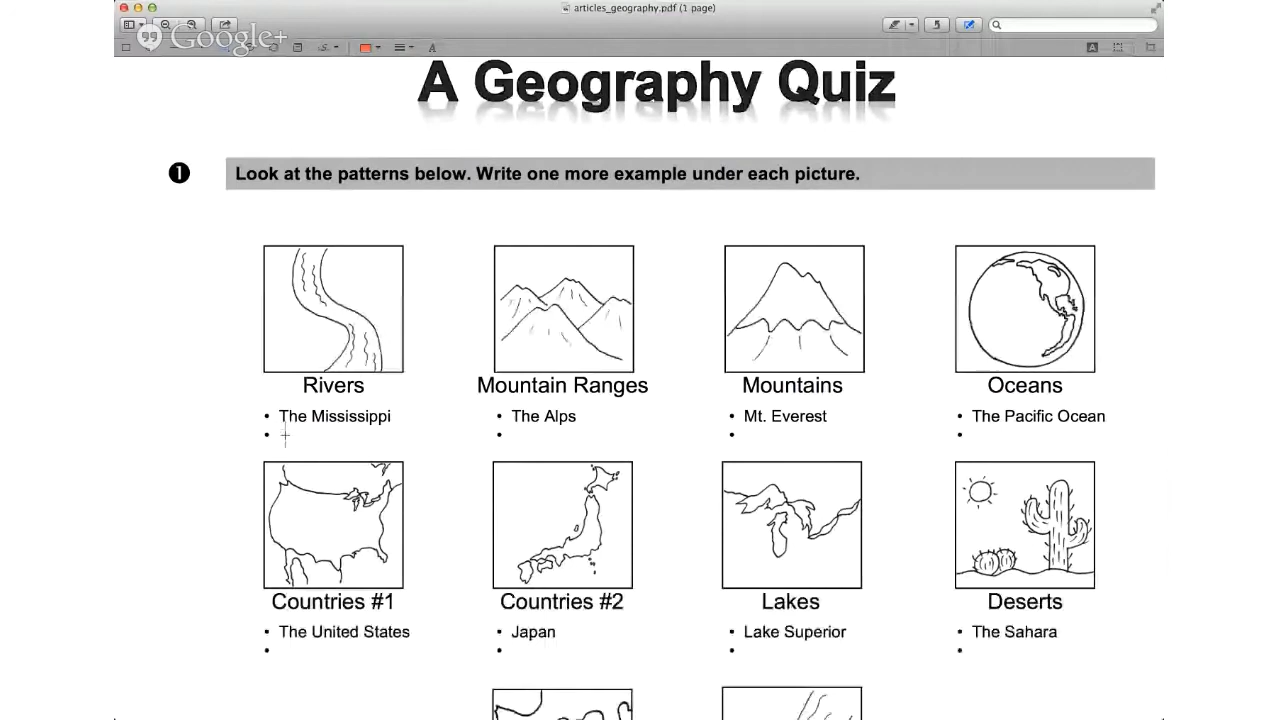 articles_geography.pdf (1 page)
Google+
A Geography Quiz
1 Look at the patterns below. Write one more example under each picture.
Rivers
• The Mississippi
•
Mountain Ranges
• The Alps
•
Mountains
• Mt. Everest
•
Oceans
• The Pacific Ocean
•
Countries #1
• The United States
•
Countries #2
• Japan
•
Lakes
• Lake Superior
•
Deserts
• The Sahara
•